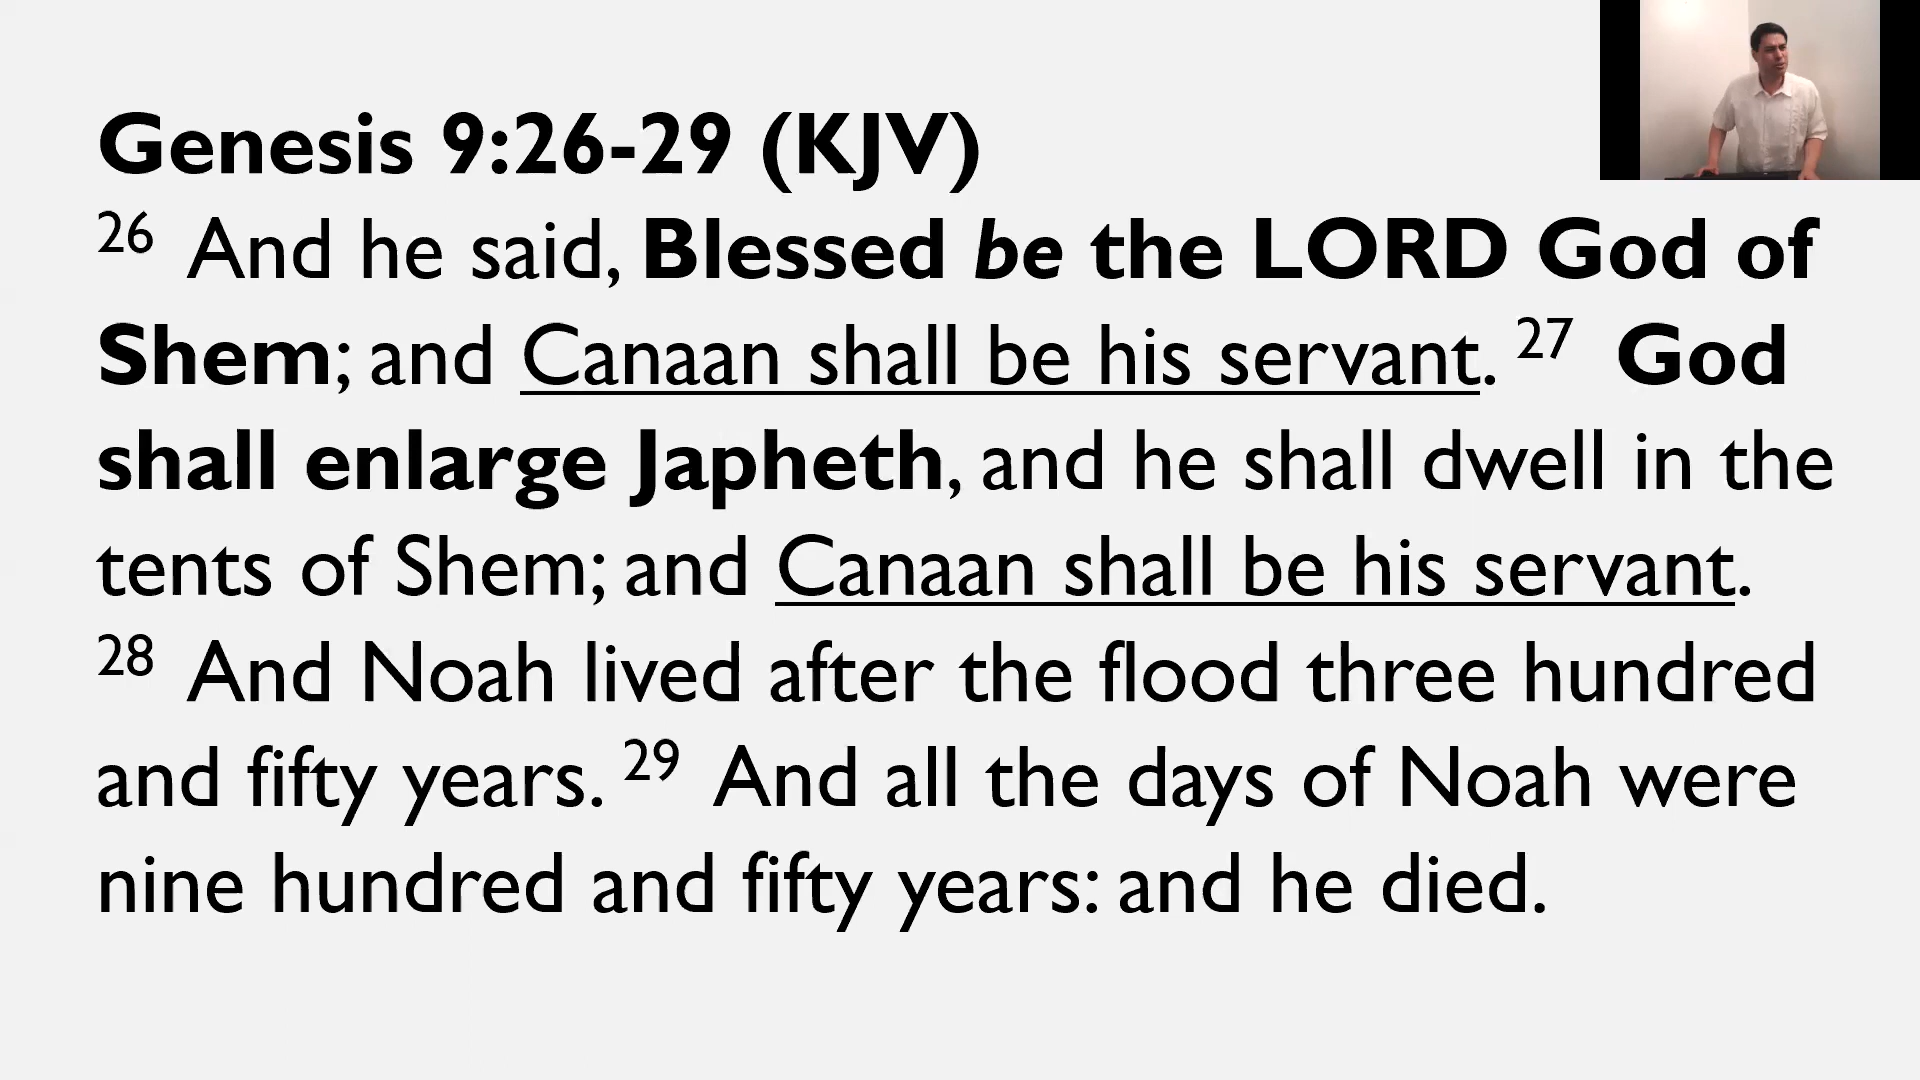 Genesis 9:26-29 (KJV)
26 And he said, Blessed be the LORD God of
Shem; and Canaan shall be his servant. 27 God
shall enlarge Japheth, and he shall dwell in the
tents of Shem; and Canaan shall be his servant.
28 And Noah lived after the flood three hundred
and fifty years. 29 And all the days of Noah were
nine hundred and fifty years: and he died.